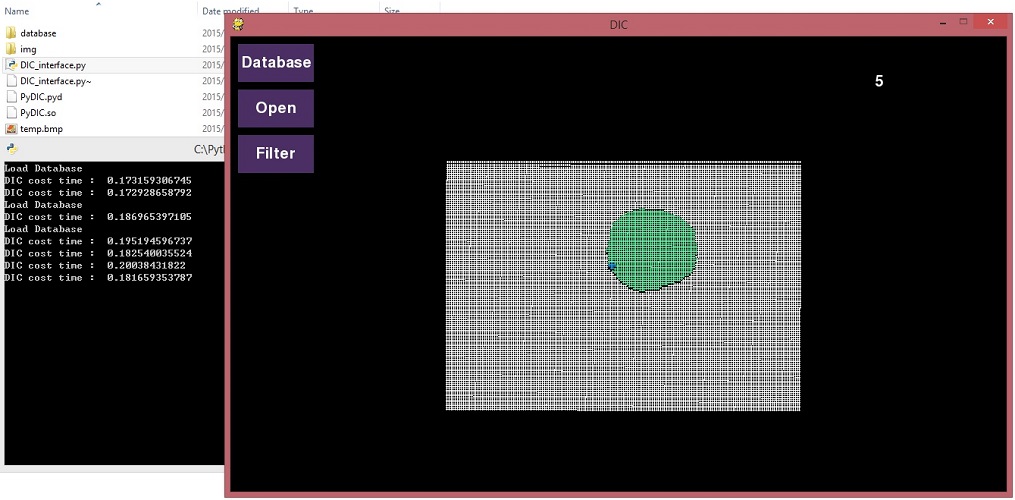 Name Date modified Type Size
database 2015/
img 2015/
DIC_interface.py 2015/
DIC_interface.py~ 2015/
PyDIC.pyd 2015/
PyDIC.so 2015/
temp.bmp 2015/
C:\Pyt
Load Database
DIC cost time : 0.173159306745
DIC cost time : 0.172928658792
Load Database
DIC cost time : 0.186965397105
Load Database
DIC cost time : 0.195194596737
DIC cost time : 0.182540035524
DIC cost time : 0.20038431822
DIC cost time : 0.181659353787
DIC
Database
Open
Filter
5